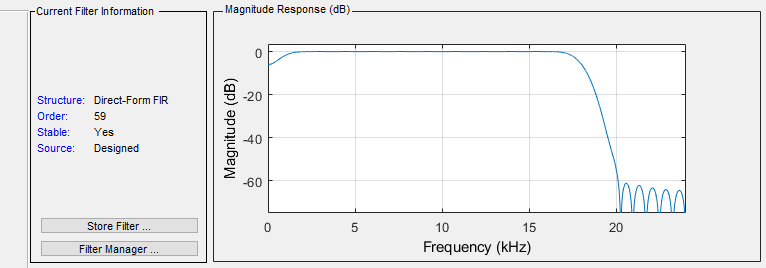 Current Filter Information
Structure: Direct-Form FIR
Order: 59
Stable: Yes
Source: Designed
Store Filter ...
Filter Manager ...
Magnitude Response (dB)
Magnitude (dB)
0
-20
-40
-60
0 5 10 15 20
Frequency (kHz)